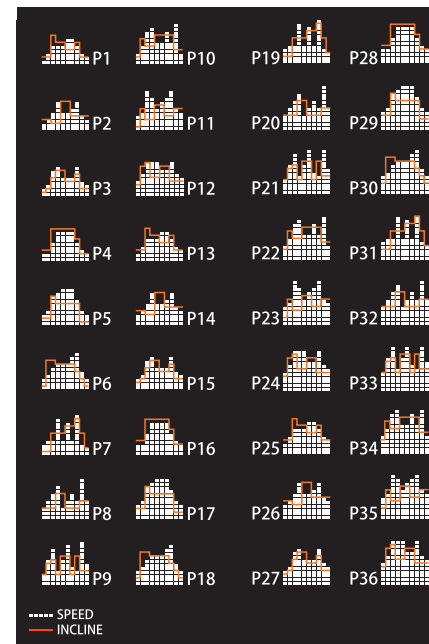 P1 P10 P19 P28
P2 P11 P20 P29
P3 P12 P21 P30
P4 P13 P22 P31
P5 P14 P23 P32
P6 P15 P24 P33
P7 P16 P25 P34
P8 P17 P26 P35
P9 P18 P27 P36
SPEED
INCLINE